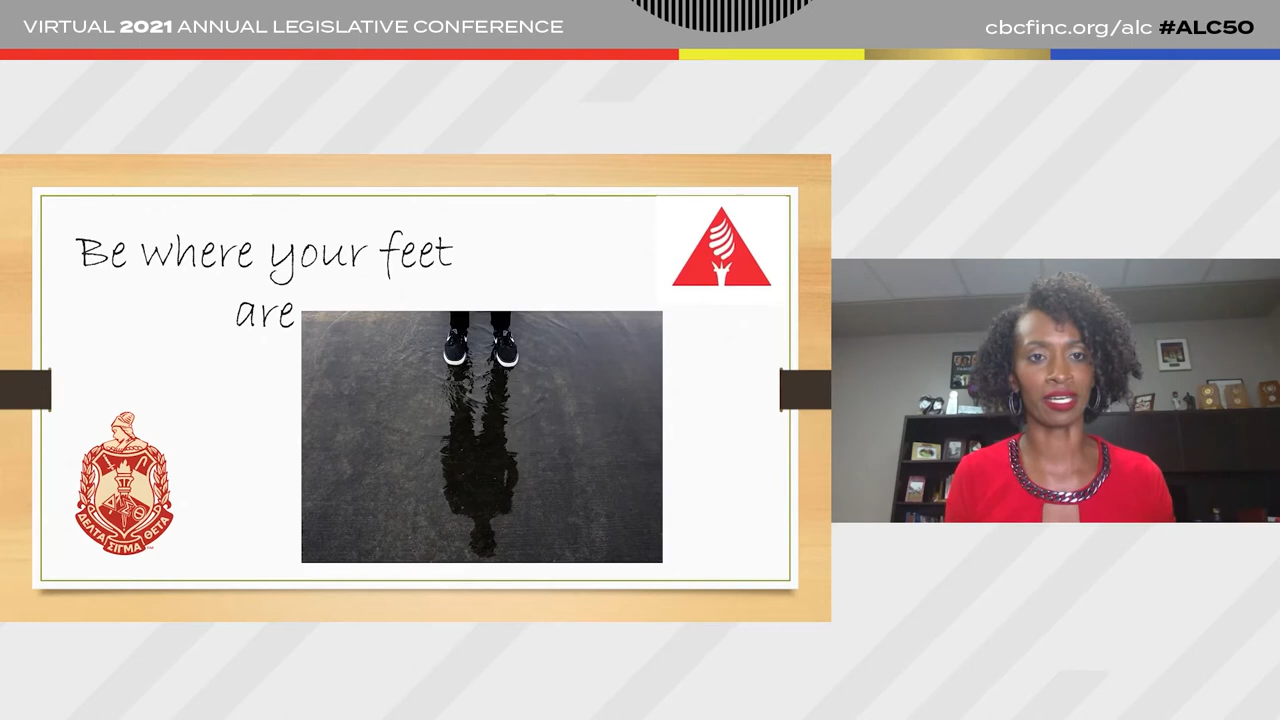 VIRTUAL 2021 ANNUAL LEGISLATIVE CONFERENCE
cbcfinc.org/alc #ALC50
Be where your feet
are
ΔΕΛΤΑ ΣΙΓΜΑ ΘΕΤΑ